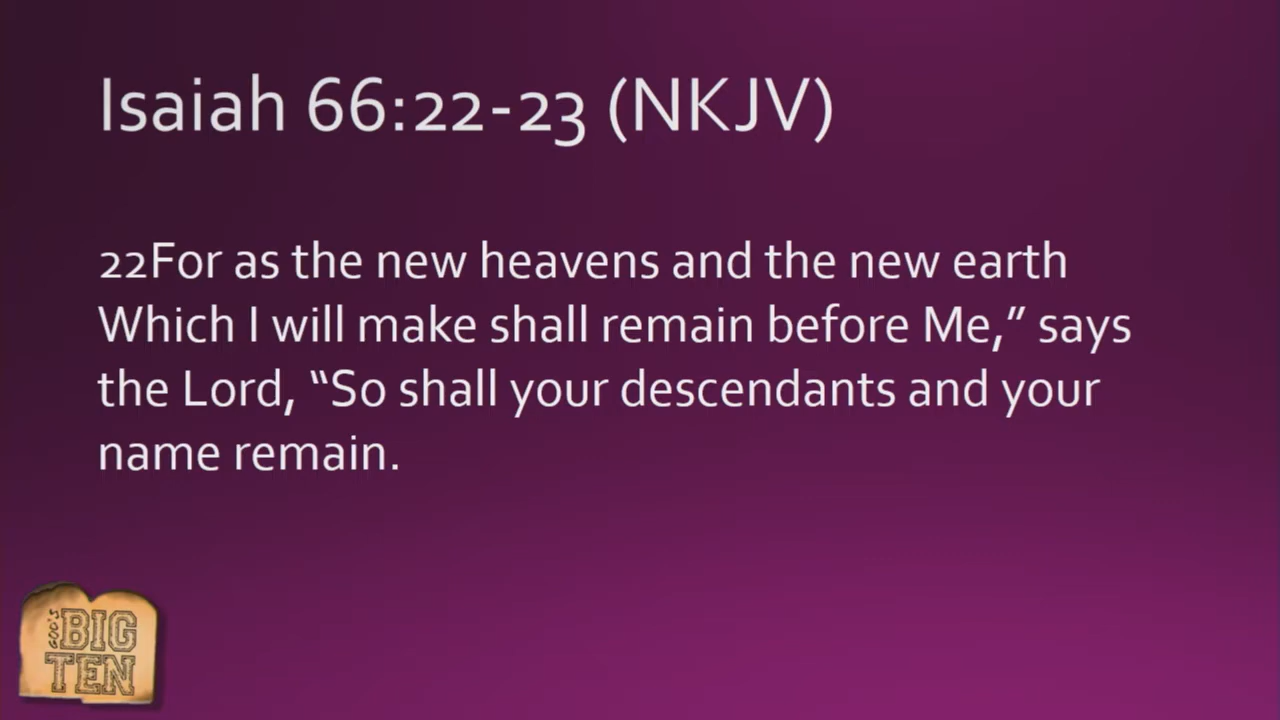 Isaiah 66:22-23 (NKJV)
22For as the new heavens and the new earth
Which I will make shall remain before Me,” says
the Lord, “So shall your descendants and your
name remain.
GOD'S
BIG
TEN